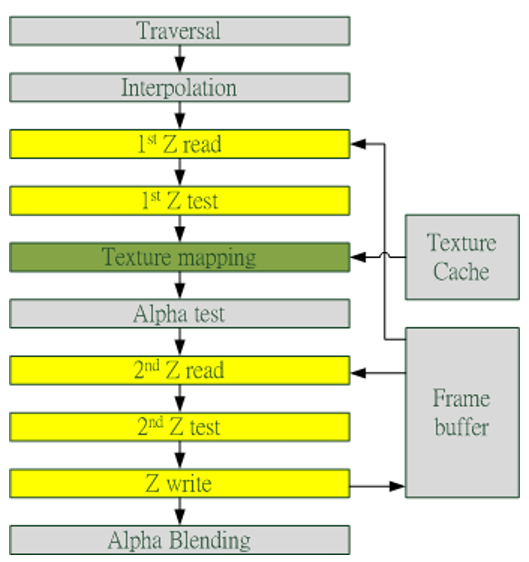 Traversal
Interpolation
1st Z read
1st Z test
Texture mapping
Alpha test
2nd Z read
2nd Z test
Z write
Alpha Blending
Texture
Cache
Frame
buffer